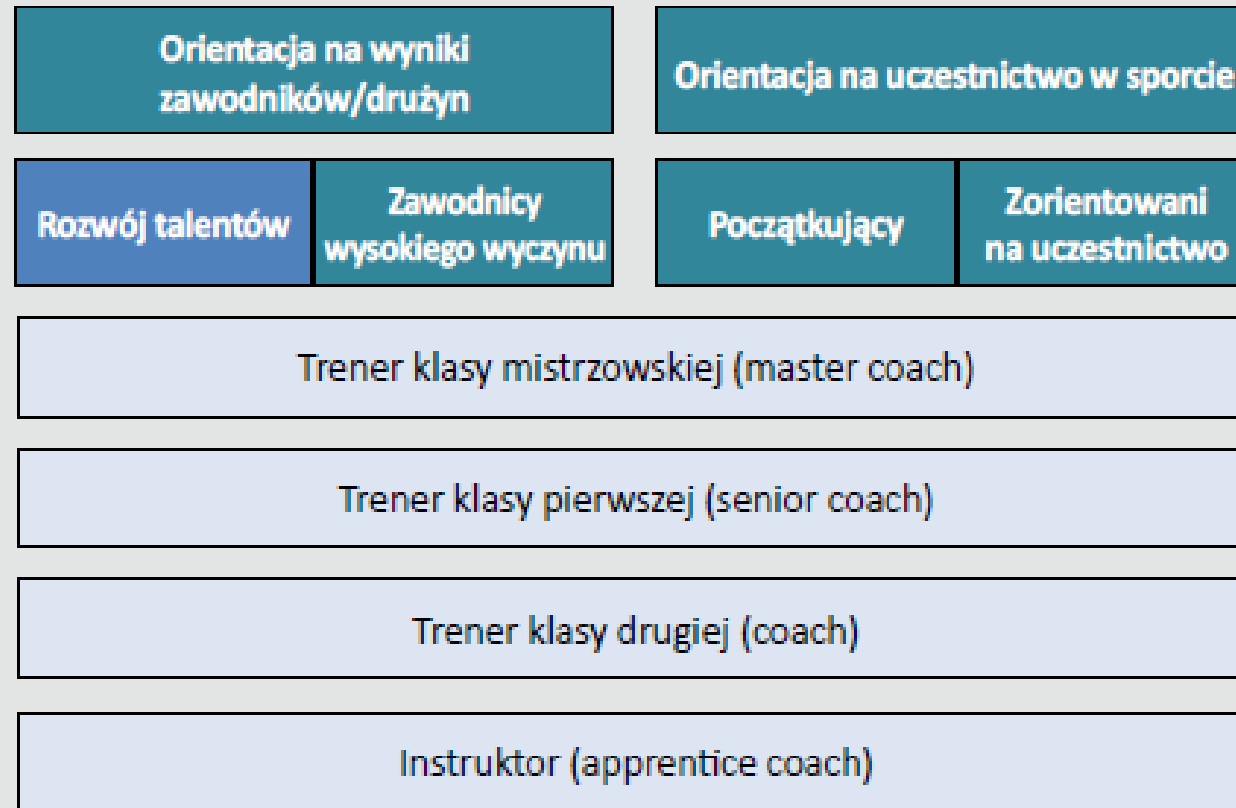 Orientacja na wyniki
zawodników/drużyn
Orientacja na uczestnictwo w sporcie
Rozwój talentów
Zawodnicy
wysokiego wyczynu
Początkujący
Zorientowani
na uczestnictwo
Trener klasy mistrzowskiej (master coach)
Trener klasy pierwszej (senior coach)
Trener klasy drugiej (coach)
Instruktor (apprentice coach)